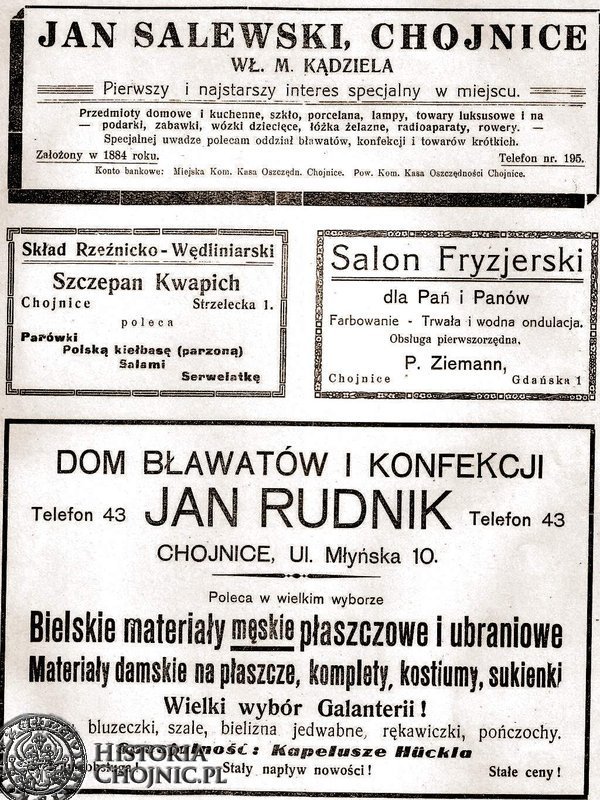 JAN SALEWSKI, CHOJNICE
WŁ. M. KĄDZIELA
Pierwszy i najstarszy interes specjalny w miejscu.
Przedmioty domowe i kuchenne, szkło, porcelana, lampy, towary luksusowe i na
— podarki, zabawki, wózki dziecięce, łóżka żelazne, radioaparaty, rowery. —
Specjalnej uwadze polecam oddział bławatów, konfekcji i towarów krótkich.
Założony w 1884 roku. Telefon nr. 195.
Konto bankowe: Miejska Kom. Kasa Oszczędn. Chojnice. Pow. Kom. Kasa Oszczędności Chojnice.
Skład Rzeźnicko-Wędliniarski
Szczepan Kwapich
Chojnice Strzelecka 1.
poleca
Parówki
Polską kiełbasę (parzoną)
Salami
Serwelatkę
Salon Fryzjerski
dla Pań i Panów
Farbowanie - Trwała i wodna ondulacja.
Obsługa pierwszorzędna.
P. Ziemann,
Chojnice Gdańska 1
DOM BŁAWATÓW I KONFEKCJI
Telefon 43 JAN RUDNIK Telefon 43
CHOJNICE, Ul. Młyńska 10.
Poleca w wielkim wyborze
Bielskie materiały męskie płaszczowe i ubraniowe
Materiały damskie na płaszcze, komplety, kostiumy, sukienki
Wielki wybór Galanterii!
bluzeczki, szale, bielizna jedwabne, rękawiczki, pończochy.
Kapelusze Hückla
Stały napływ nowości! Stałe ceny!
HISTORIA
CHOJNIC.PL